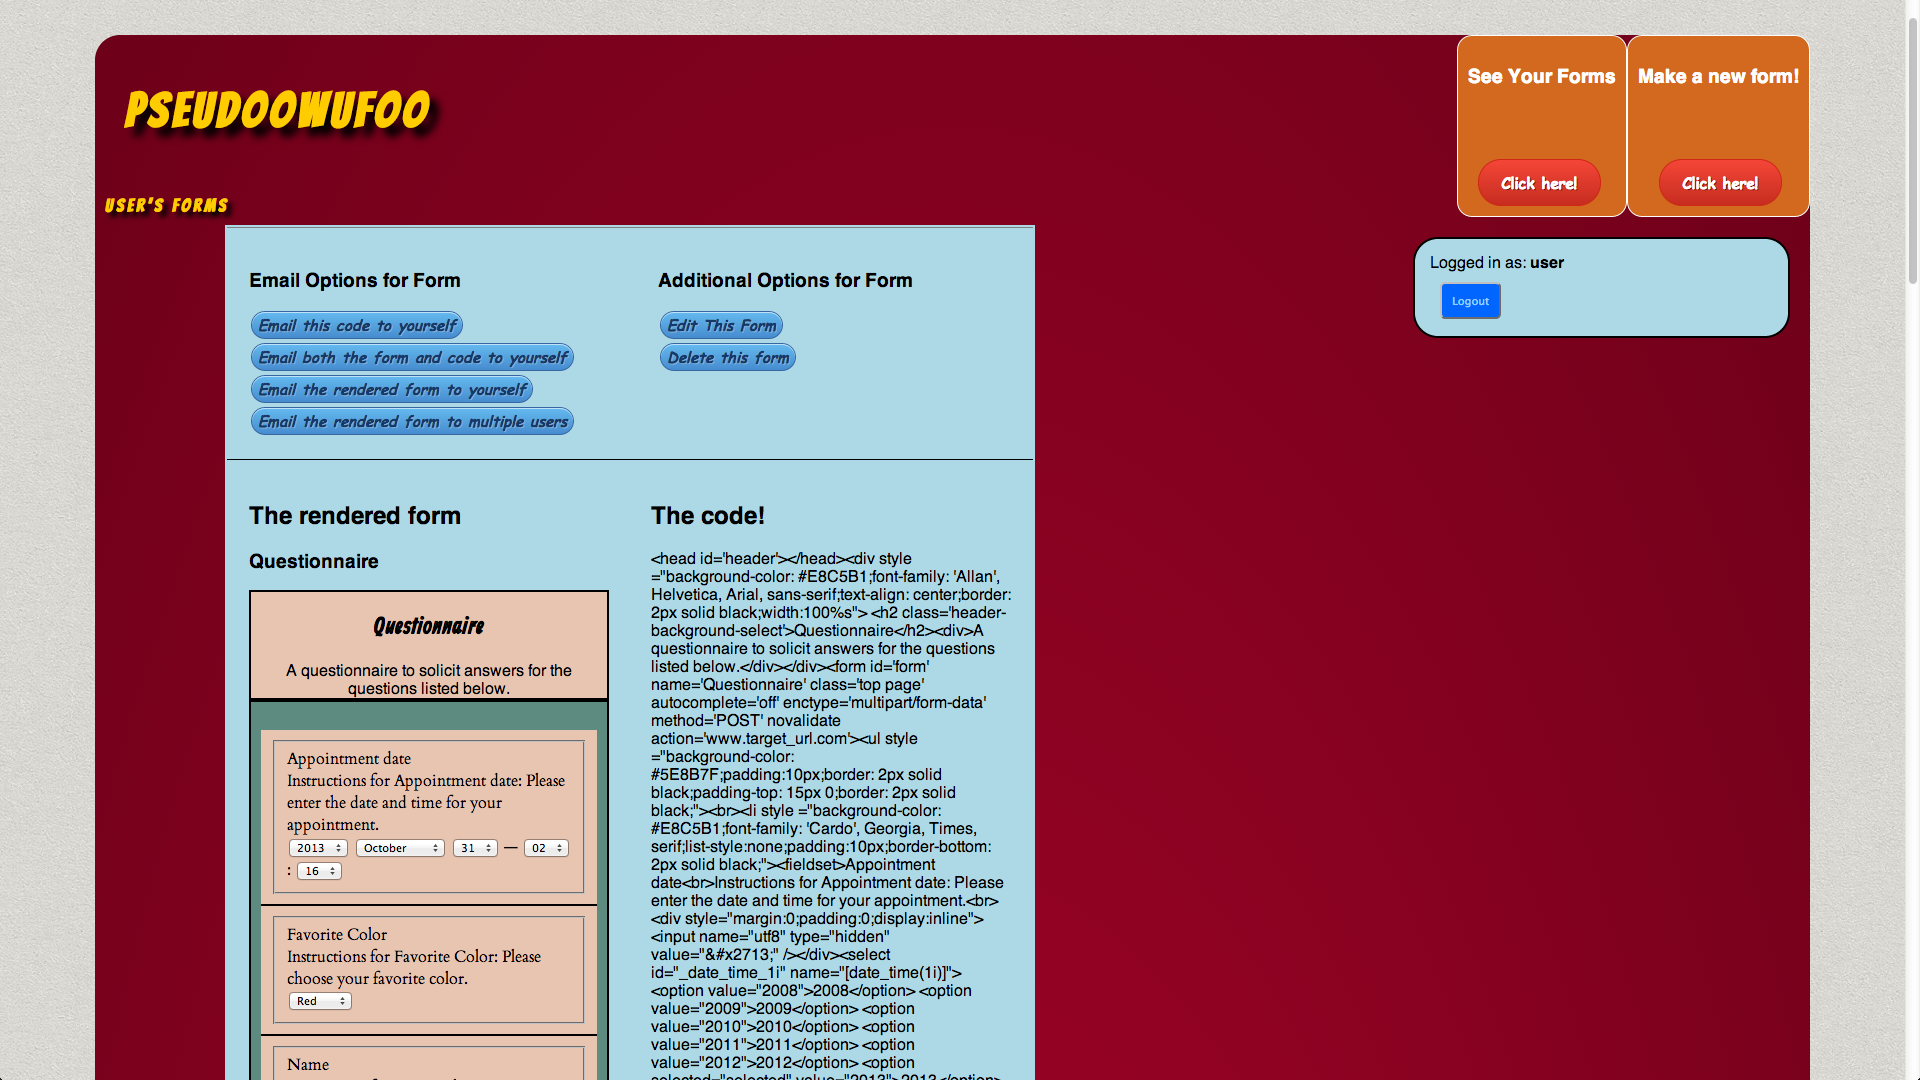 PSEUDOOWUFOO
See Your Forms
Make a new form!
Click here!
Click here!
USER'S FORMS
Logged in as: user
Logout
Email Options for Form
Email this code to yourself
Email both the form and code to yourself
Email the rendered form to yourself
Email the rendered form to multiple users
Additional Options for Form
Edit This Form
Delete this form
The rendered form
Questionnaire
Questionnaire
A questionnaire to solicit answers for the
questions listed below.
Appointment date
Instructions for Appointment date: Please
enter the date and time for your
appointment.
2013 October 31 — 02
: 16
Favorite Color
Instructions for Favorite Color: Please
choose your favorite color.
Red
Name
The code!
<head id='header'></head><div style
="background-color: #E8C5B1;font-family: 'Allan',
Helvetica, Arial, sans-serif;text-align: center;border:
2px solid black;width:100%s"> <h2 class='header-
background-select'>Questionnaire</h2><div>A
questionnaire to solicit answers for the questions
listed below.</div></div><form id='form'
name='Questionnaire' class='top page'
autocomplete='off' enctype='multipart/form-data'
method='POST' novalidate
action='www.target_url.com'><ul style
="background-color:
#5E8B7F;padding:10px;border: 2px solid
black;padding-top: 15px 0;border: 2px solid
black;"><br><li style ="background-color:
#E8C5B1;font-family: 'Cardo', Georgia, Times,
serif;list-style:none;padding:10px;border-bottom:
2px solid black;"><fieldset>Appointment
date<br>Instructions for Appointment date: Please
enter the date and time for your appointment.<br>
<div style="margin:0;padding:0;display:inline">
<input name="utf8" type="hidden"
value="&#x2713;" /></div><select
id="_date_time_1i" name="[date_time(1i)]">
<option value="2008">2008</option> <option
value="2009">2009</option> <option
value="2010">2010</option> <option
value="2011">2011</option> <option
value="2012">2012</option> <option
selected="selected" value="2013">2013</option>